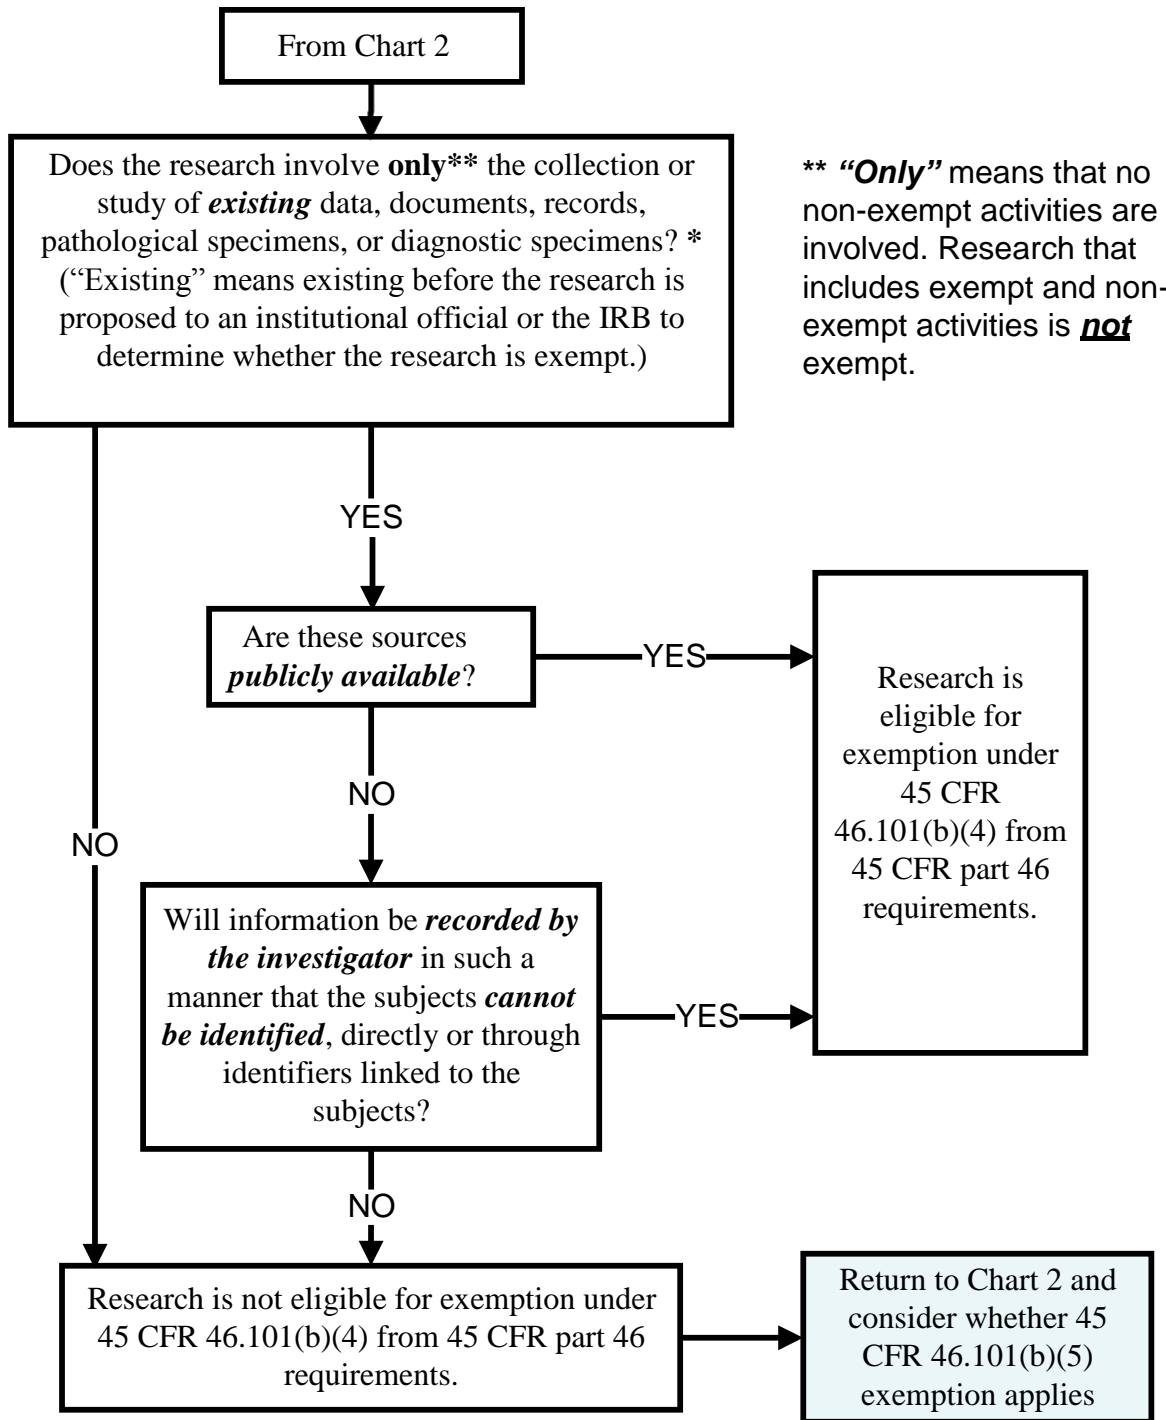 From Chart 2
Does the research involve only** the collection or
study of existing data, documents, records,
pathological specimens, or diagnostic specimens? *
(“Existing” means existing before the research is
proposed to an institutional official or the IRB to
determine whether the research is exempt.)
** “Only” means that no
non-exempt activities are
involved. Research that
includes exempt and non-
exempt activities is not
exempt.
YES
Are these sources
publicly available?
YES
Research is
eligible for
exemption under
45 CFR
46.101(b)(4) from
45 CFR part 46
requirements.
NO
NO
Will information be recorded by
the investigator in such a
manner that the subjects cannot
be identified, directly or through
identifiers linked to the
subjects?
YES
NO
Research is not eligible for exemption under
45 CFR 46.101(b)(4) from 45 CFR part 46
requirements.
Return to Chart 2 and
consider whether 45
CFR 46.101(b)(5)
exemption applies